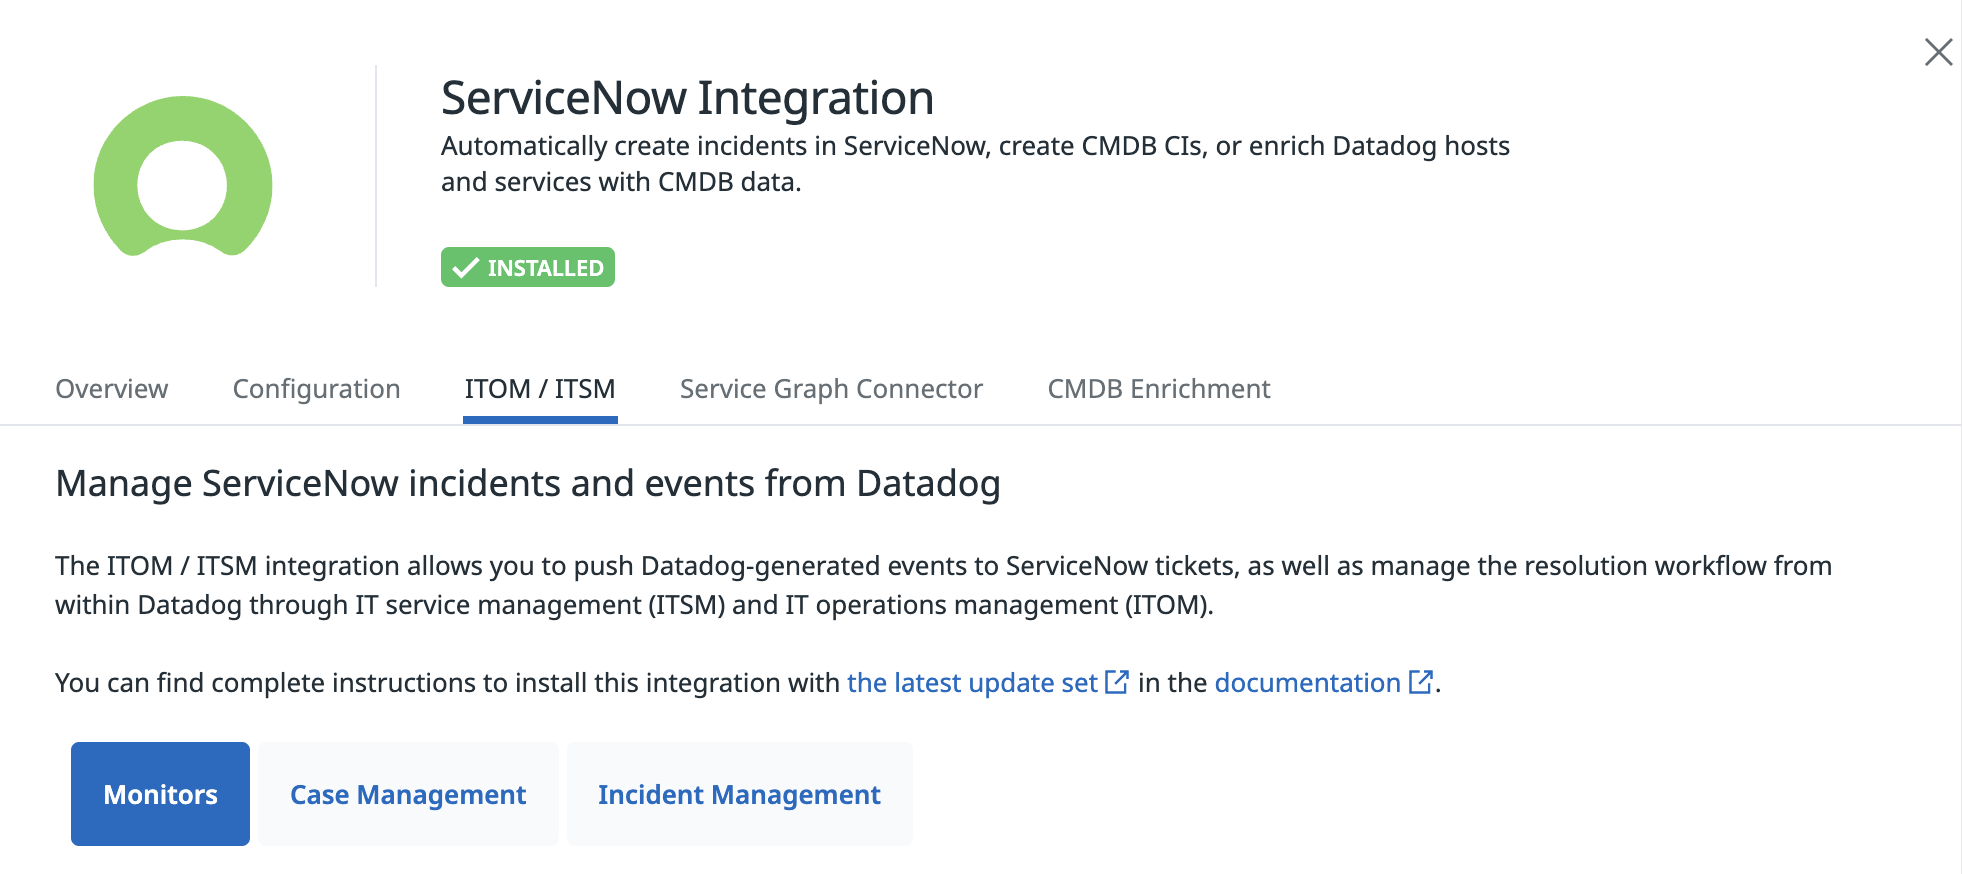 ServiceNow Integration
Automatically create incidents in ServiceNow, create CMDB CIs, or enrich Datadog hosts
and services with CMDB data.
INSTALLED
Overview Configuration ITOM / ITSM Service Graph Connector CMDB Enrichment
Manage ServiceNow incidents and events from Datadog
The ITOM / ITSM integration allows you to push Datadog-generated events to ServiceNow tickets, as well as manage the resolution workflow from
within Datadog through IT service management (ITSM) and IT operations management (ITOM).
You can find complete instructions to install this integration with the latest update set in the documentation.
Monitors Case Management Incident Management